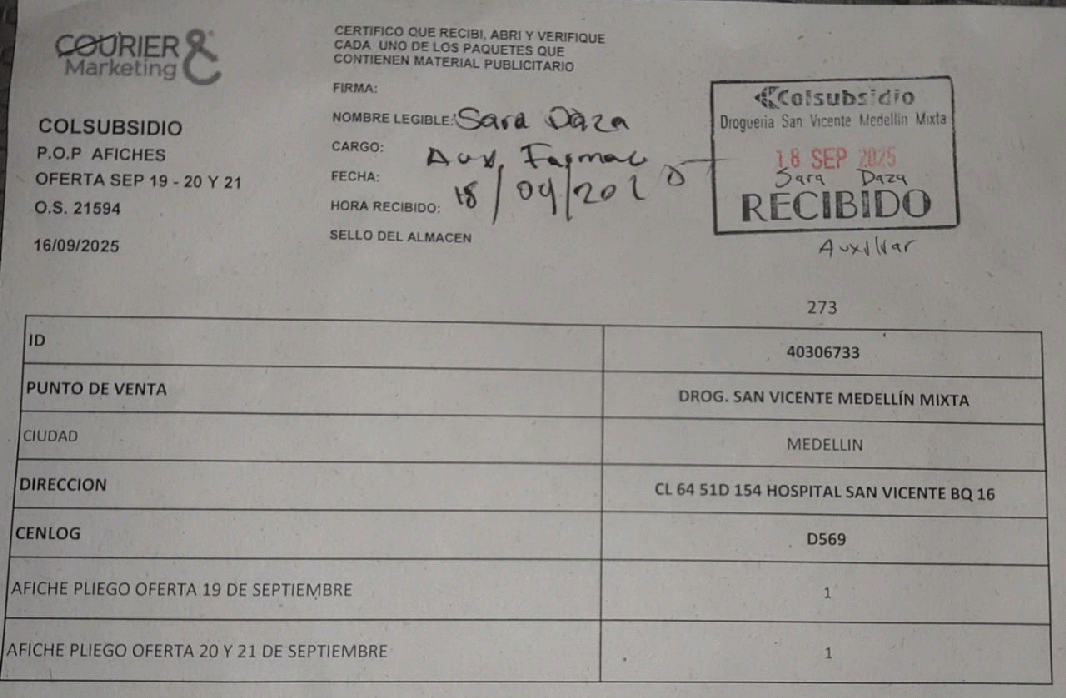 COURIER &
Marketing
COLSUBSIDIO
P.O.P AFICHES
OFERTA SEP 19 - 20 Y 21
O.S. 21594
16/09/2025
CERTIFICO QUE RECIBI, ABRI Y VERIFIQUE
CADA UNO DE LOS PAQUETES QUE
CONTIENEN MATERIAL PUBLICITARIO
FIRMA:
NOMBRE LEGIBLE: Sara Daza
CARGO: Aux. Farmac
FECHA: 18/09/2025
HORA RECIBIDO:
SELLO DEL ALMACEN
Colsubsidio
Drogueria San Vicente Medellin Mixta
18 SEP 2025
Sara Daza
RECIBIDO
Auxiliar
273
ID 40306733
PUNTO DE VENTA DROG. SAN VICENTE MEDELLÍN MIXTA
CIUDAD MEDELLIN
DIRECCION CL 64 51D 154 HOSPITAL SAN VICENTE BQ 16
CENLOG D569
AFICHE PLIEGO OFERTA 19 DE SEPTIEMBRE 1
AFICHE PLIEGO OFERTA 20 Y 21 DE SEPTIEMBRE 1